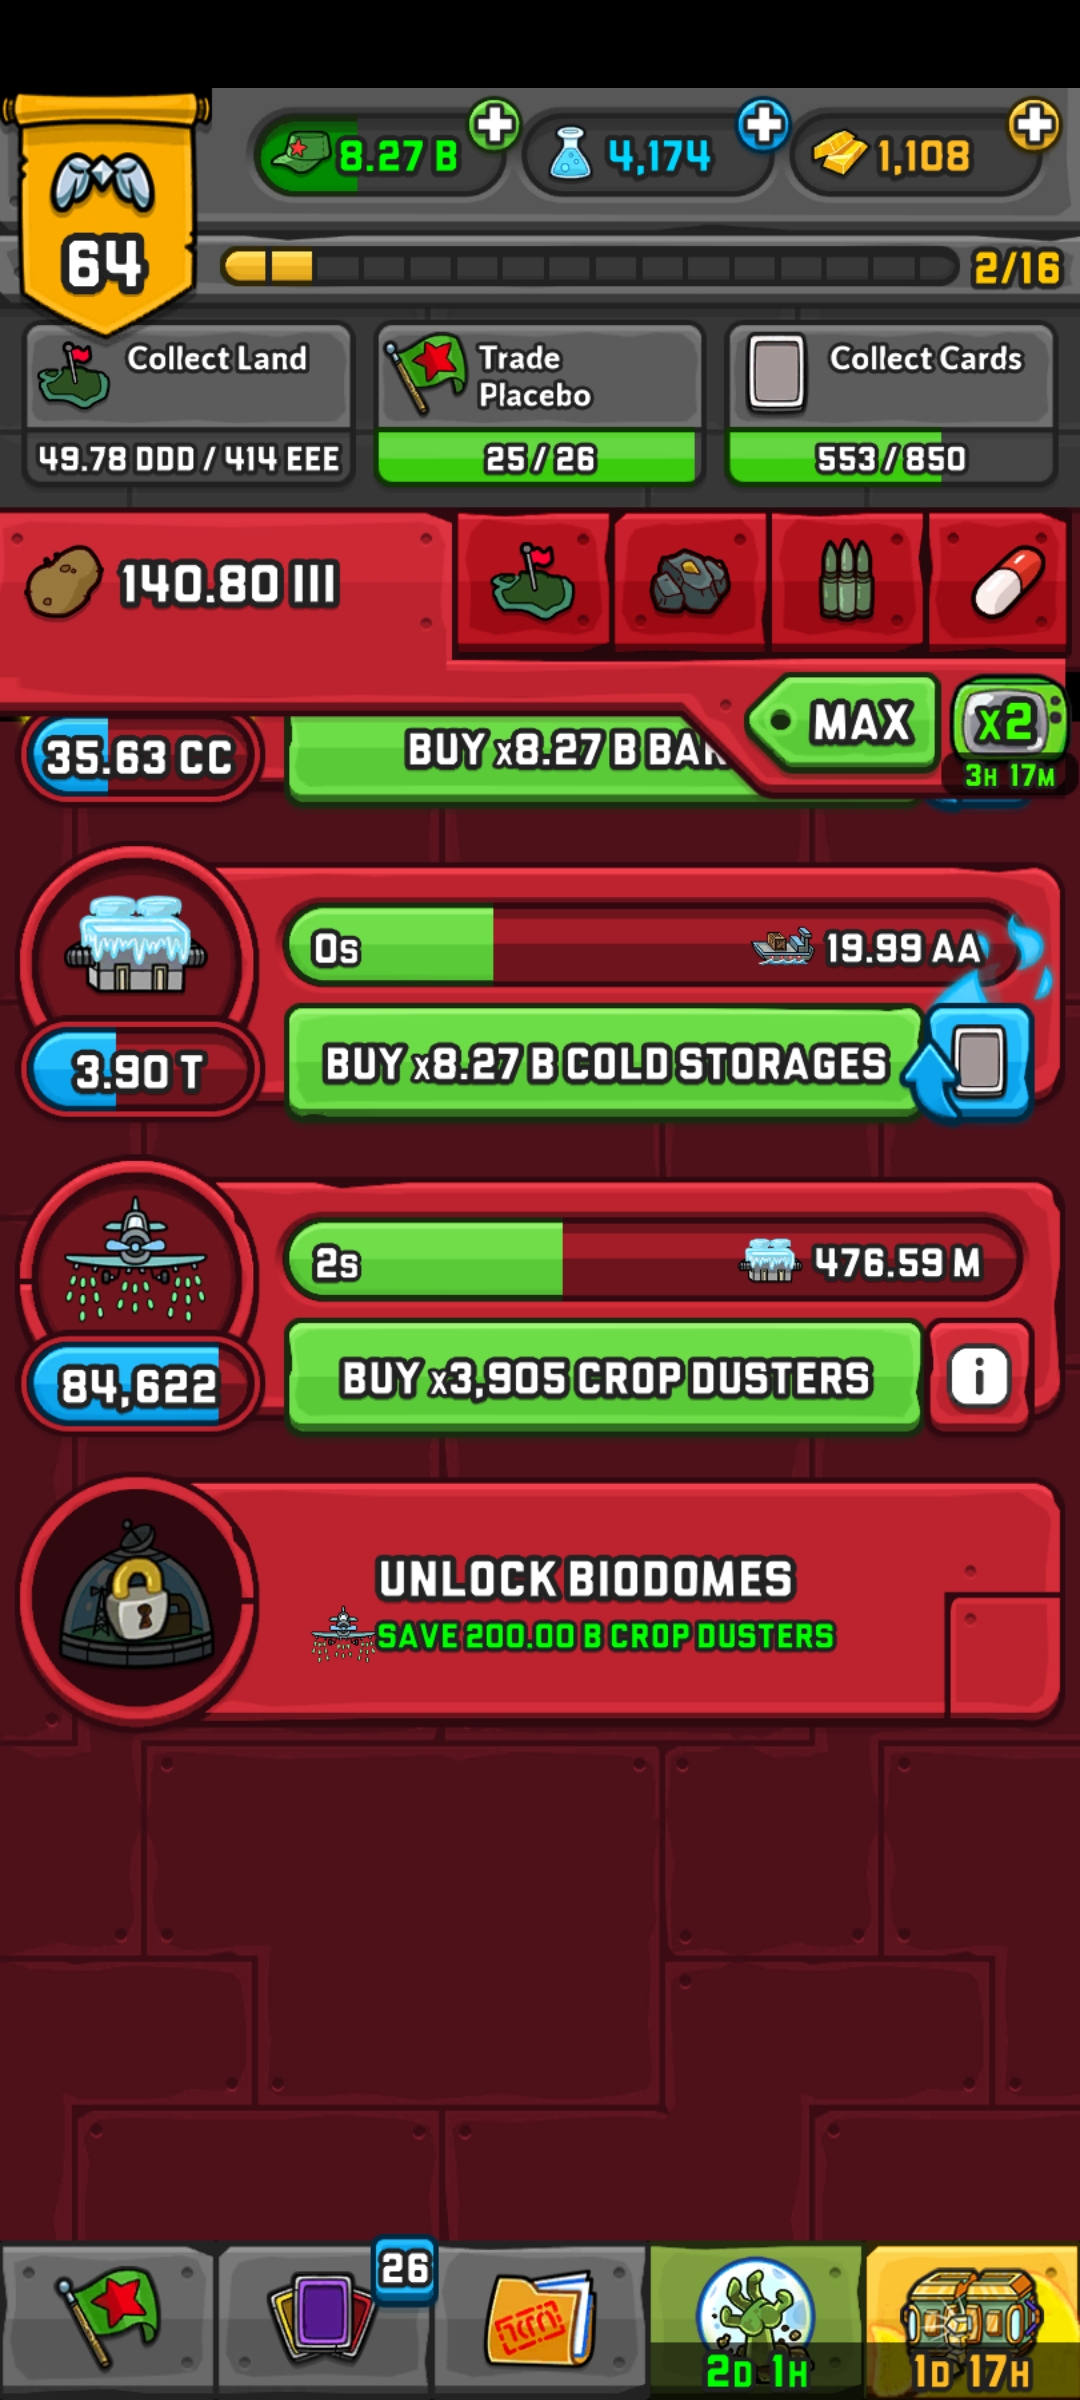 8.27 B
4,174
1,108
64
2/16
Collect Land
49.78 DDD / 414 EEE
Trade
Placebo
25 / 26
Collect Cards
553 / 850
140.80 III
MAX
x2
3H 17M
35.63 CC
BUY x8.27 B
0s
19.99 AA
3.90 T
BUY x8.27 B COLD STORAGES
2s
476.59 M
84,622
BUY x3,905 CROP DUSTERS
i
UNLOCK BIODOMES
SAVE 200.00 B CROP DUSTERS
26
2D 1H
1D 17H